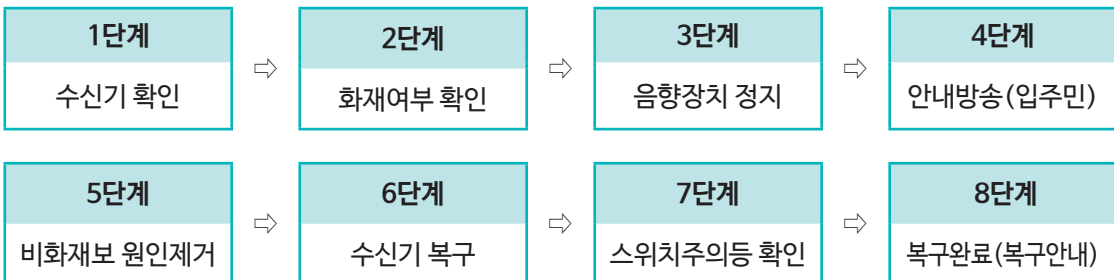 1단계
수신기 확인
2단계
화재여부 확인
3단계
음향장치 정지
4단계
안내방송(입주민)
5단계
비화재보 원인제거
6단계
수신기 복구
7단계
스위치주의등 확인
8단계
복구완료(복구안내)